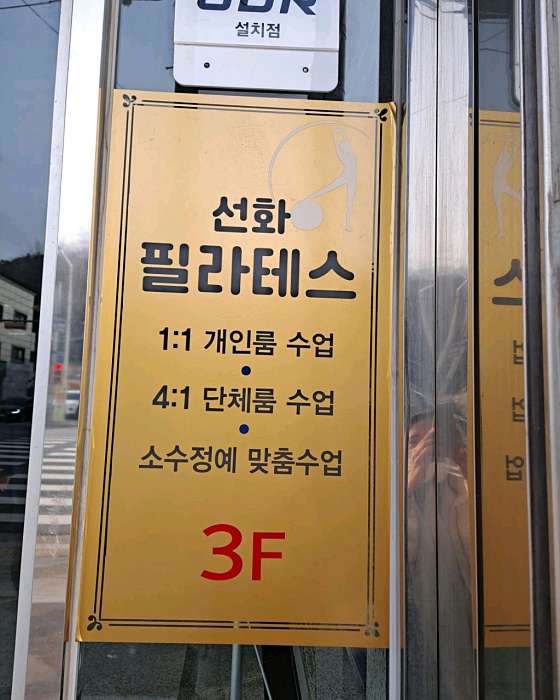 설치점
선화
필라테스
1:1 개인룸 수업
4:1 단체룸 수업
소수정예 맞춤수업
3F